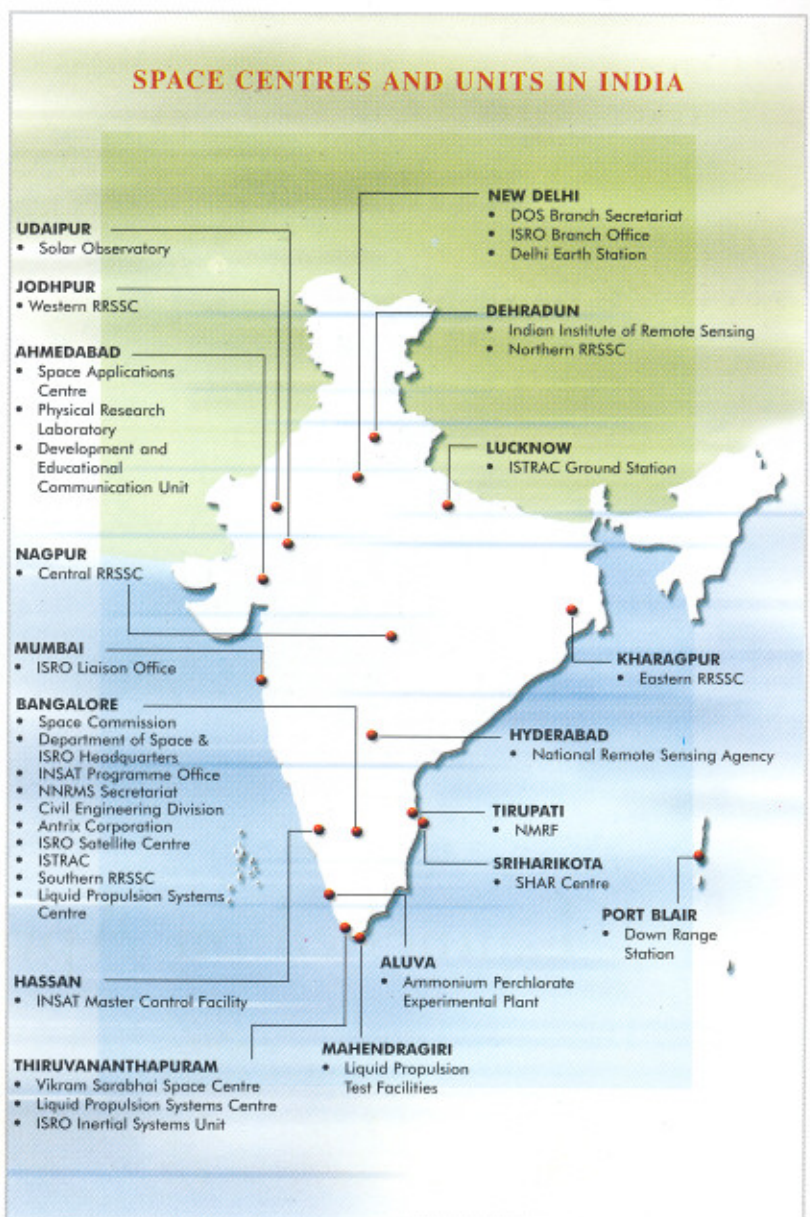 SPACE CENTRES AND UNITS IN INDIA
UDAIPUR
• Solar Observatory
JODHPUR
• Western RRSSC
AHMEDABAD
• Space Applications
Centre
• Physical Research
Laboratory
• Development and
Educational
Communication Unit
NAGPUR
• Central RRSSC
MUMBAI
• ISRO Liaison Office
BANGALORE
• Space Commission
• Department of Space &
ISRO Headquarters
• INSAT Programme Office
• NNRMS Secretariat
• Civil Engineering Division
• Antrix Corporation
• ISRO Satellite Centre
• ISTRAC
• Southern RRSSC
• Liquid Propulsion Systems
Centre
HASSAN
• INSAT Master Control Facility
THIRUVANANTHAPURAM
• Vikram Sarabhai Space Centre
• Liquid Propulsion Systems Centre
• ISRO Inertial Systems Unit
NEW DELHI
• DOS Branch Secretariat
• ISRO Branch Office
• Delhi Earth Station
DEHRADUN
• Indian Institute of Remote Sensing
• Northern RRSSC
LUCKNOW
• ISTRAC Ground Station
KHARAGPUR
• Eastern RRSSC
HYDERABAD
• National Remote Sensing Agency
TIRUPATI
• NMRF
SRIHARIKOTA
• SHAR Centre
PORT BLAIR
• Down Range
Station
ALUVA
• Ammonium Perchlorate
Experimental Plant
MAHENDRAGIRI
• Liquid Propulsion
Test Facilities